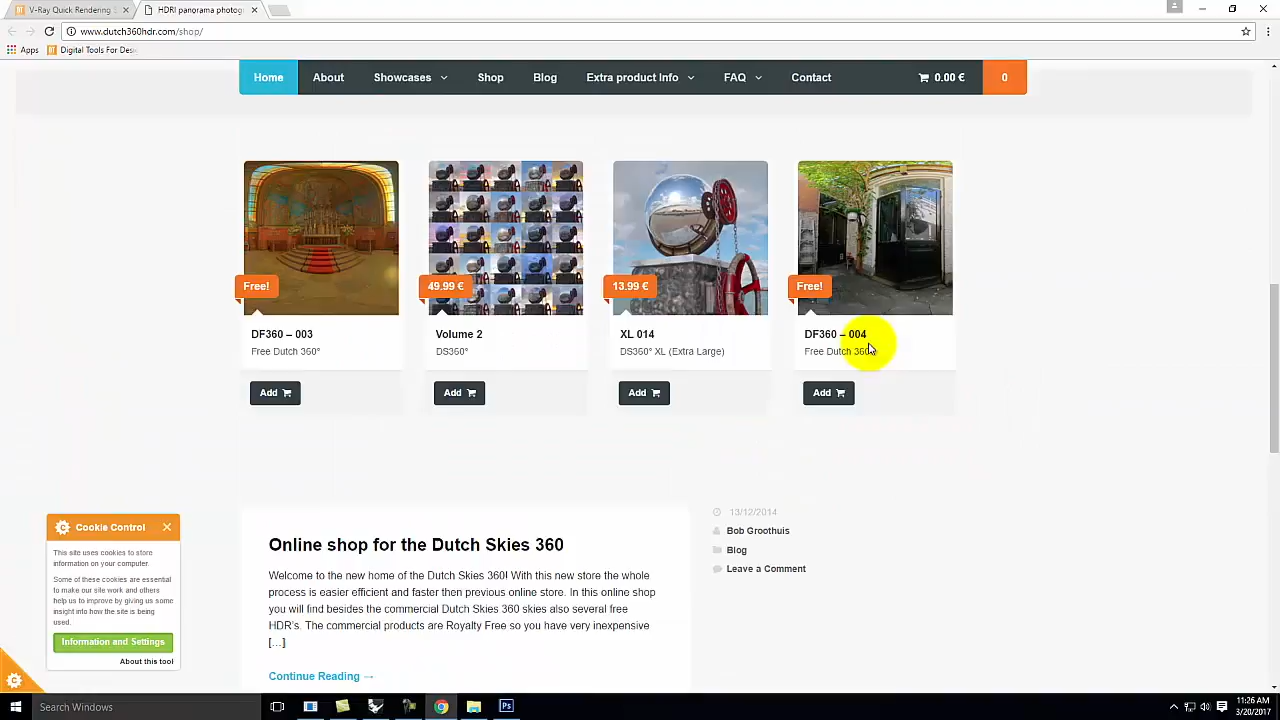 V-Ray Quick Rendering
HDRI panorama photog
www.dutch360hdr.com/shop/
Apps
Digital Tools For Des
Home
About
Showcases
Shop
Blog
Extra product Info
FAQ
Contact
0.00 €
0
Free!
49.99 €
13.99 €
Free!
DF360 – 003
Volume 2
XL 014
DF360 – 004
Free Dutch 360°
DS360°
DS360° XL (Extra Large)
Free Dutch 360
Add
Add
Add
Add
Cookie Control
This site uses cookies to store
information on your computer.
Some of these cookies are essential
to make our site work and others
help us to improve by giving us some
insight into how the site is being
used.
Information and Settings
About this tool
Online shop for the Dutch Skies 360
Welcome to the new home of the Dutch Skies 360! With this new store the whole
process is easier efficient and faster then previous online store. In this online shop
you will find besides the commercial Dutch Skies 360 skies also several free
HDR's. The commercial products are Royalty Free so you have very inexpensive
[…]
Continue Reading →
13/12/2014
Bob Groothuis
Blog
Leave a Comment
Search Windows
11:26 AM
3/20/2017